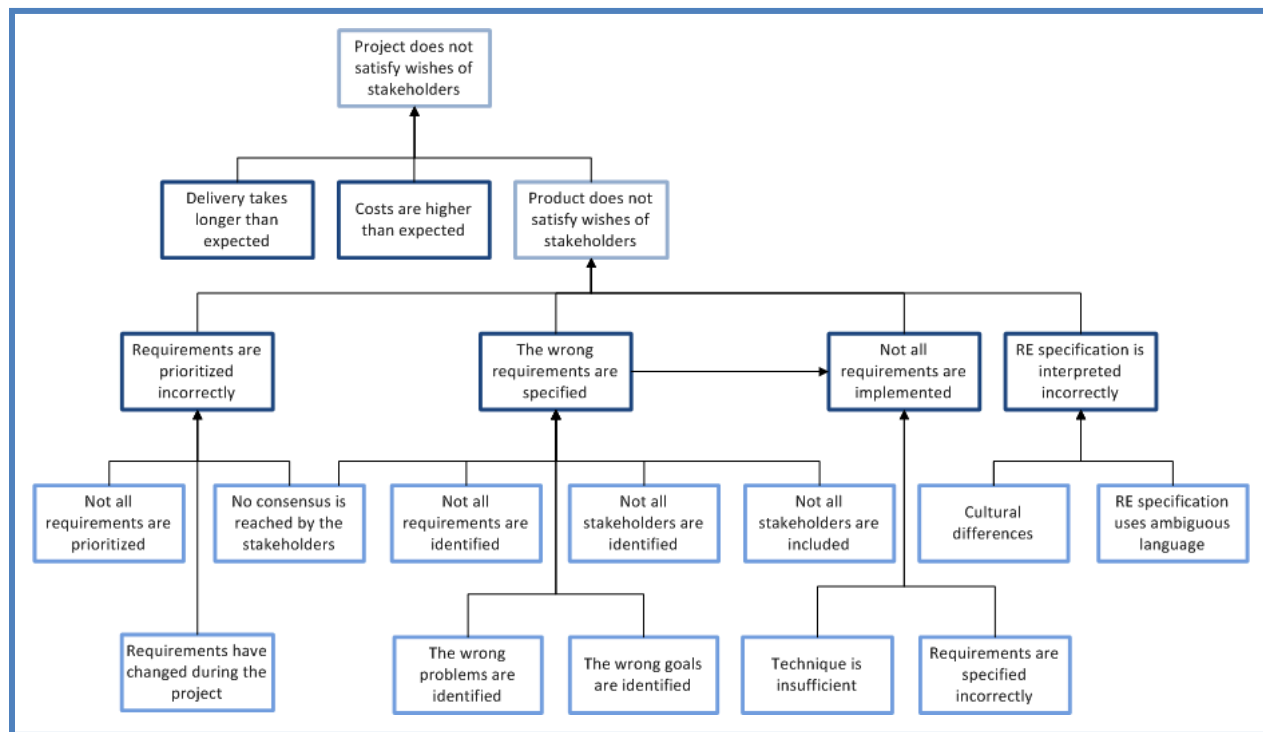 Project does not
satisfy wishes of
stakeholders
Delivery takes
longer than
expected
Costs are higher
than expected
Product does not
satisfy wishes of
stakeholders
Requirements are
prioritized
incorrectly
The wrong
requirements are
specified
Not all
requirements are
implemented
RE specification is
interpreted
incorrectly
Not all
requirements are
prioritized
No consensus is
reached by the
stakeholders
Not all
requirements are
identified
Not all
stakeholders are
identified
Not all
stakeholders are
included
Cultural
differences
RE specification
uses ambiguous
language
Requirements have
changed during the
project
The wrong
problems are
identified
The wrong goals
are identified
Technique is
insufficient
Requirements are
specified
incorrectly